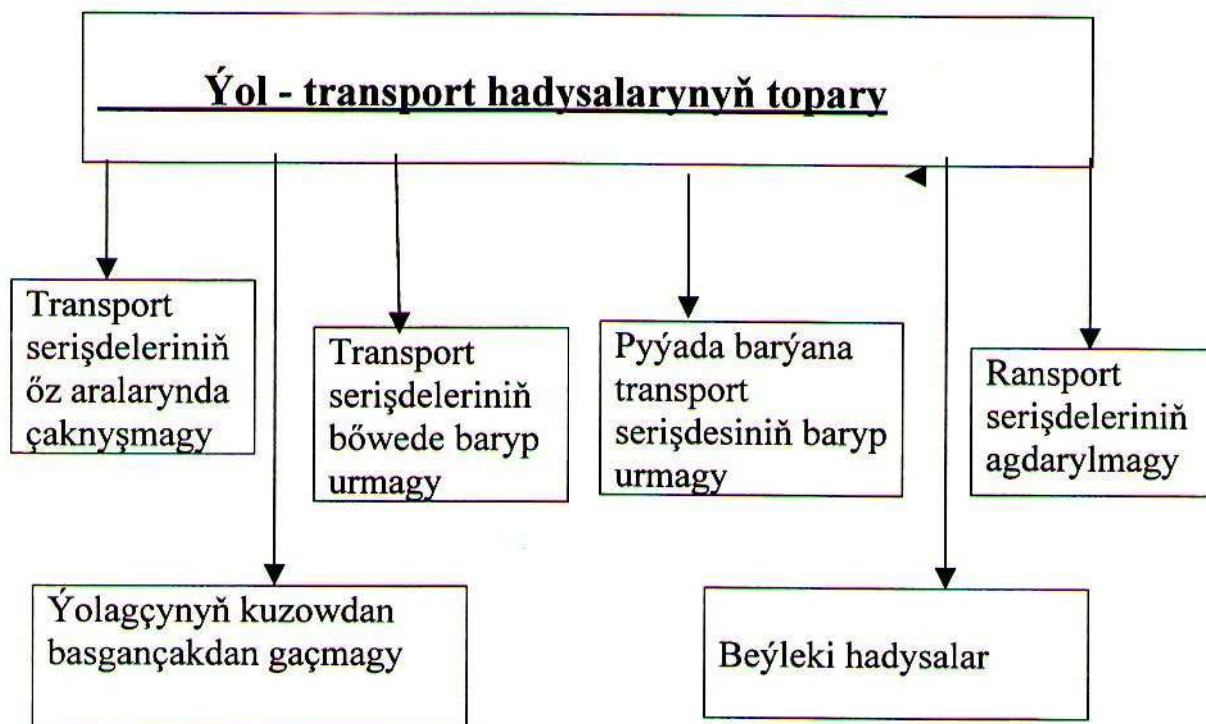 Ýol - transport hadysalarynyň topary
Transport
serişdeleriniň
őz aralarynda
çaknyşmagy
Transport
serişdeleriniň
bőwede baryp
urmagy
Pyýada barýana
transport
serişdesiniň baryp
urmagy
Ransport
serişdeleriniň
agdarylmagy
Ýolagçynyň kuzowdan
basgançakdan gaçmagy
Beýleki hadysalar